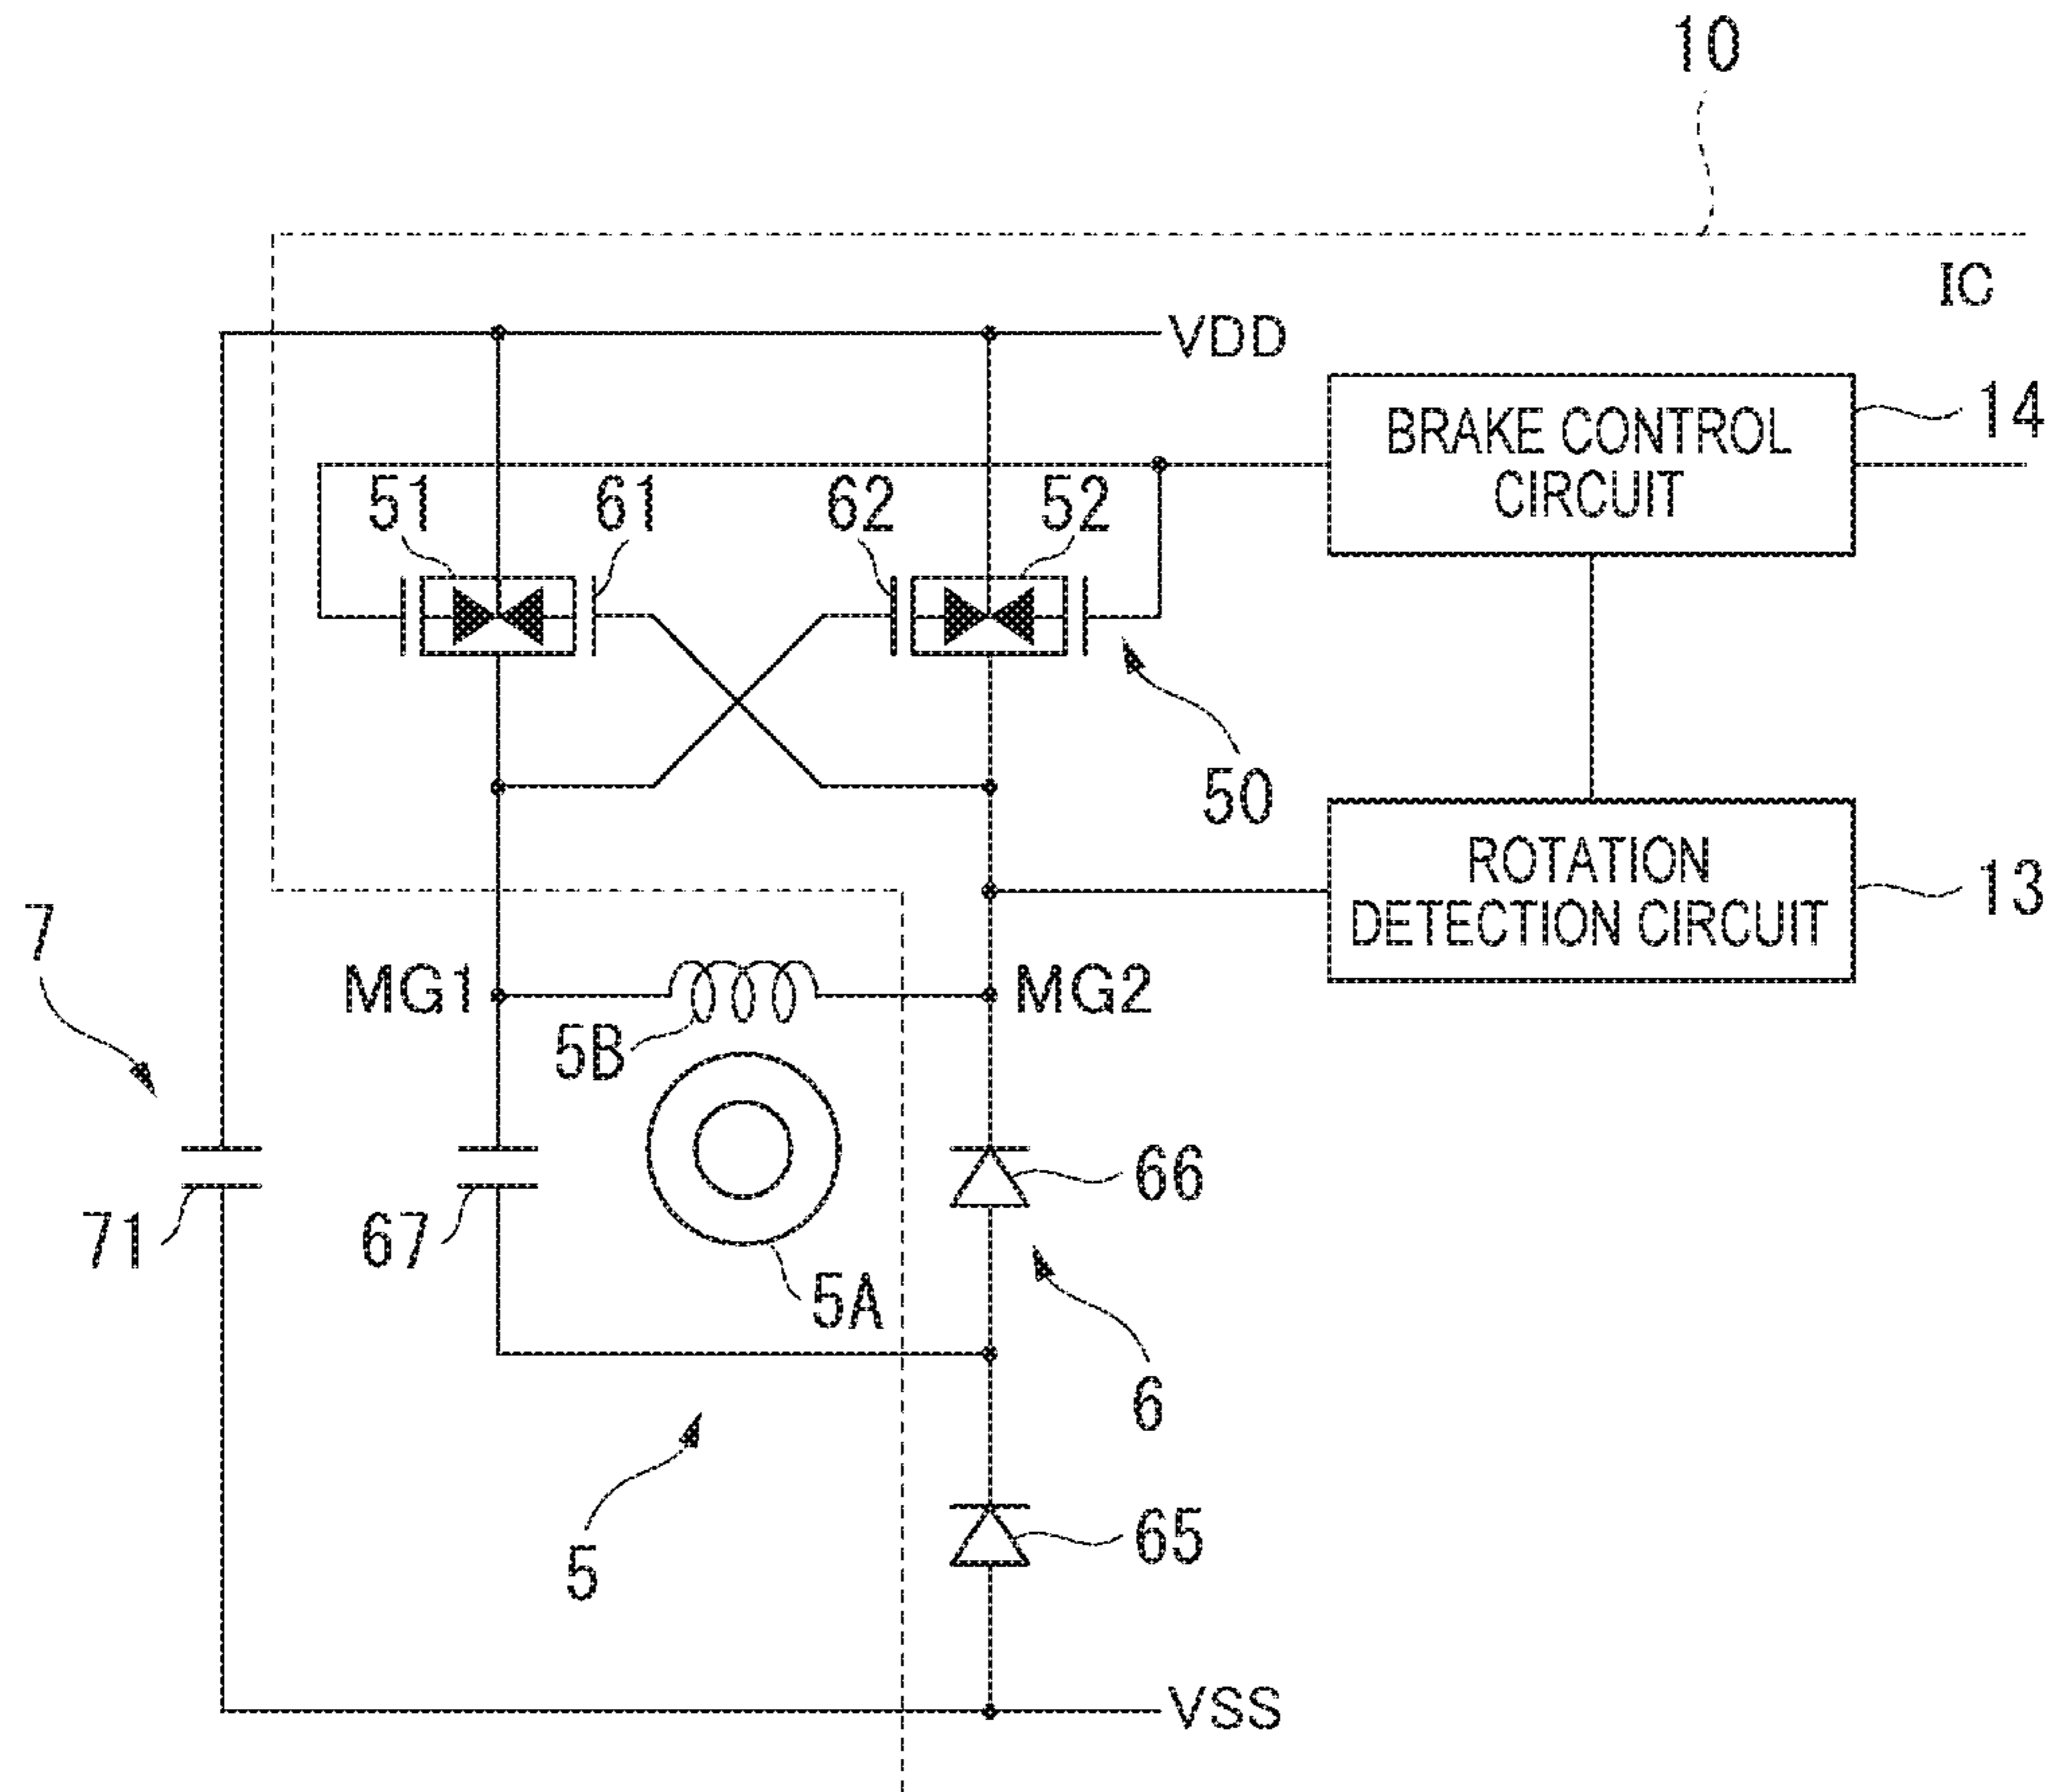 10
IC
VDD
BRAKE CONTROL
CIRCUIT
14
51
61
62
52
50
ROTATION
DETECTION CIRCUIT
13
7
MG1
MG2
5B
66
71
67
5A
6
65
5
VSS